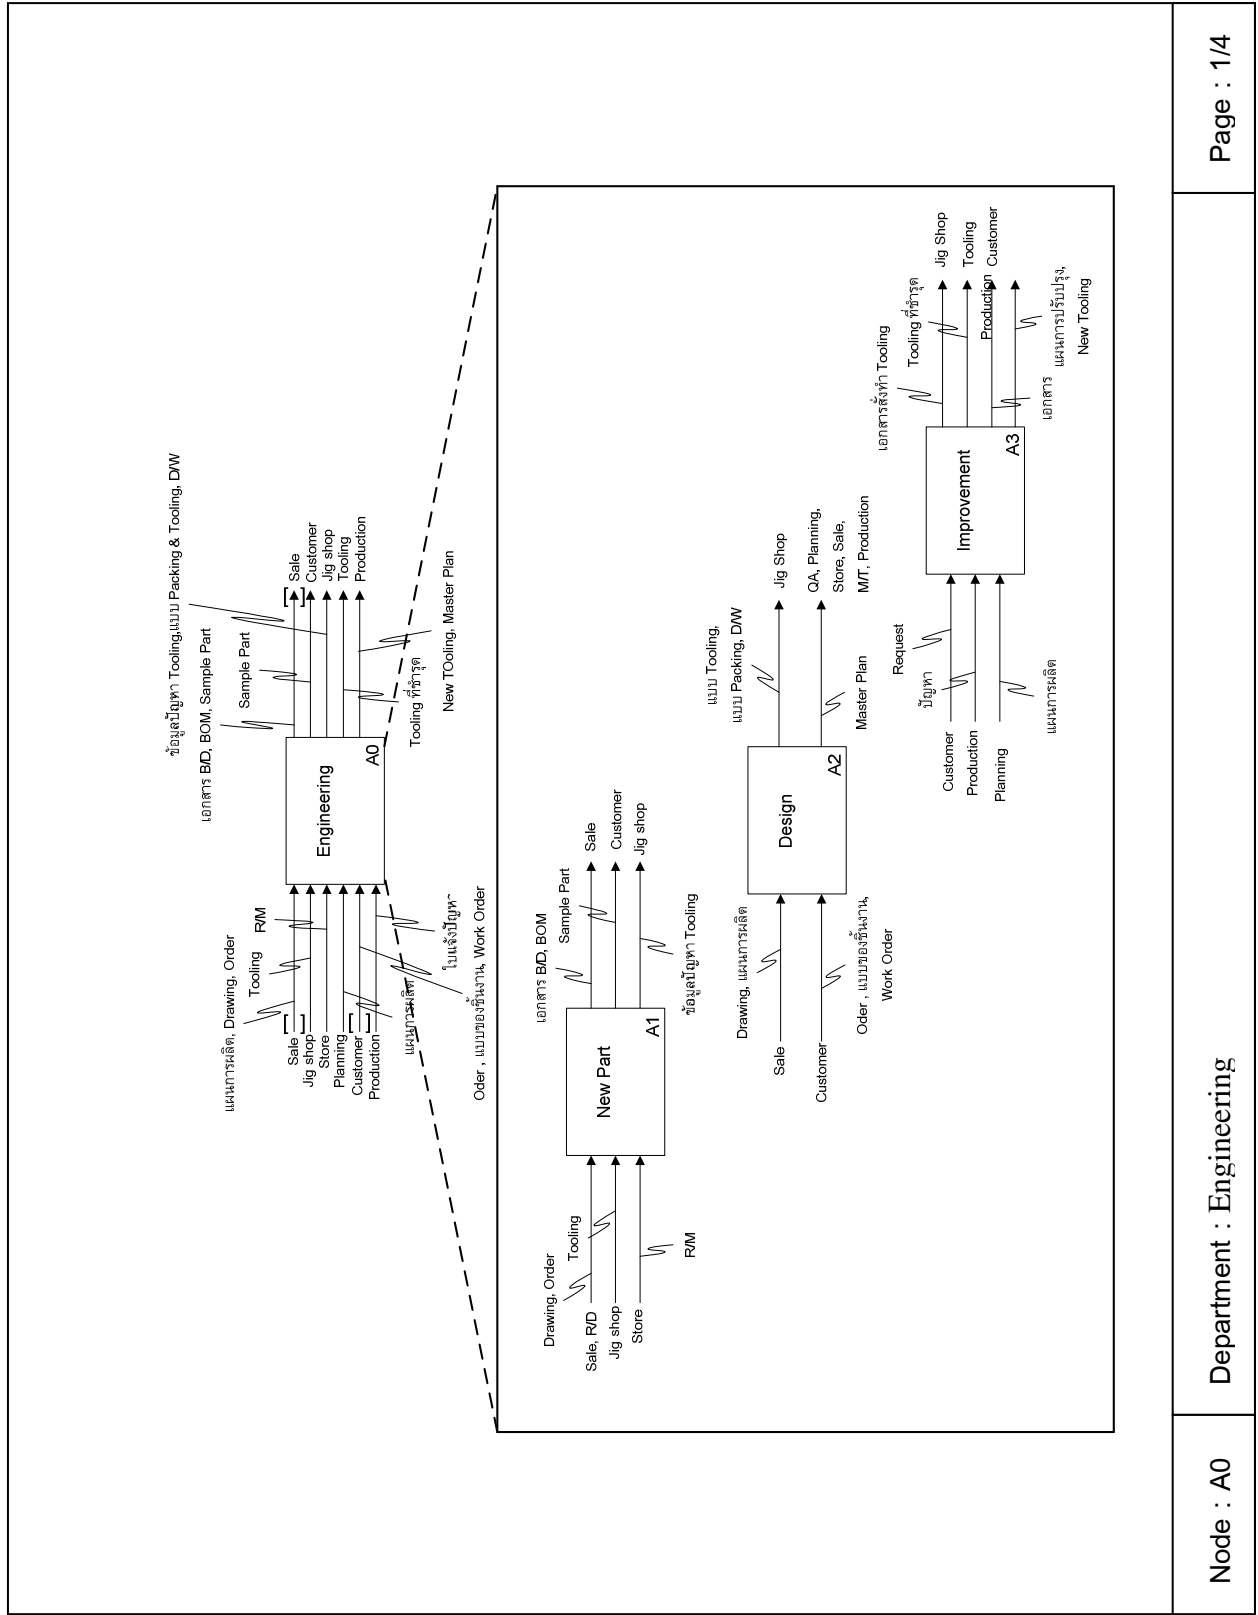 ข้อมูลปัญหา Tooling,แบบ Packing & Tooling, D/W
เอกสาร B/D, BOM, Sample Part
Sample Part
แผนการผลิต, Drawing, Order
Tooling
R/M
[Sale]
Jig shop
Store
Planning
[Customer]
Production
Engineering
A0
[Sale]
Customer
Jig shop
Tooling
Production
แผนการผลิต
ใบแจ้งปัญหา
Oder , แบบของชิ้นงาน, Work Order
Tooling ที่ชำรุด
New TOoling, Master Plan
Drawing, Order
Tooling
Sale, R/D
Jig shop
Store
R/M
New Part
A1
เอกสาร B/D, BOM
Sample Part
Sale
Customer
Jig shop
ข้อมูลปัญหา Tooling
Drawing, แผนการผลิต
Sale
Customer
Oder , แบบของชิ้นงาน,
Work Order
Design
A2
แบบ Tooling,
แบบ Packing, D/W
Jig Shop
QA, Planning,
Store, Sale,
M/T, Production
Master Plan
Request
ปัญหา
Customer
Production
Planning
แผนการผลิต
Improvement
A3
เอกสารสั่งทำ Tooling
Tooling ที่ชำรุด
Jig Shop
Tooling
Production
Customer
เอกสาร
แผนการปรับปรุง,
New Tooling
Node : A0
Department : Engineering
Page : 1/4